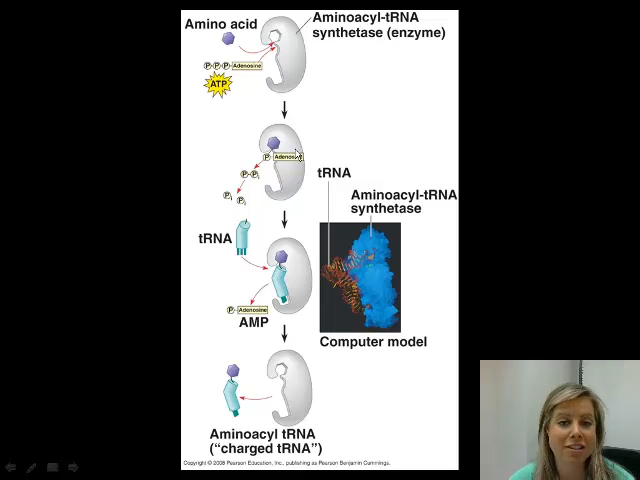 Amino acid
Aminoacyl-tRNA
synthetase (enzyme)
P P P Adenosine
ATP
P Adenosine
P Pi
Pi Pi
tRNA
Aminoacyl-tRNA
synthetase
tRNA
P Adenosine
AMP
Computer model
Aminoacyl tRNA
("charged tRNA")
Copyright © 2008 Pearson Education, Inc., publishing as Pearson Benjamin Cummings.